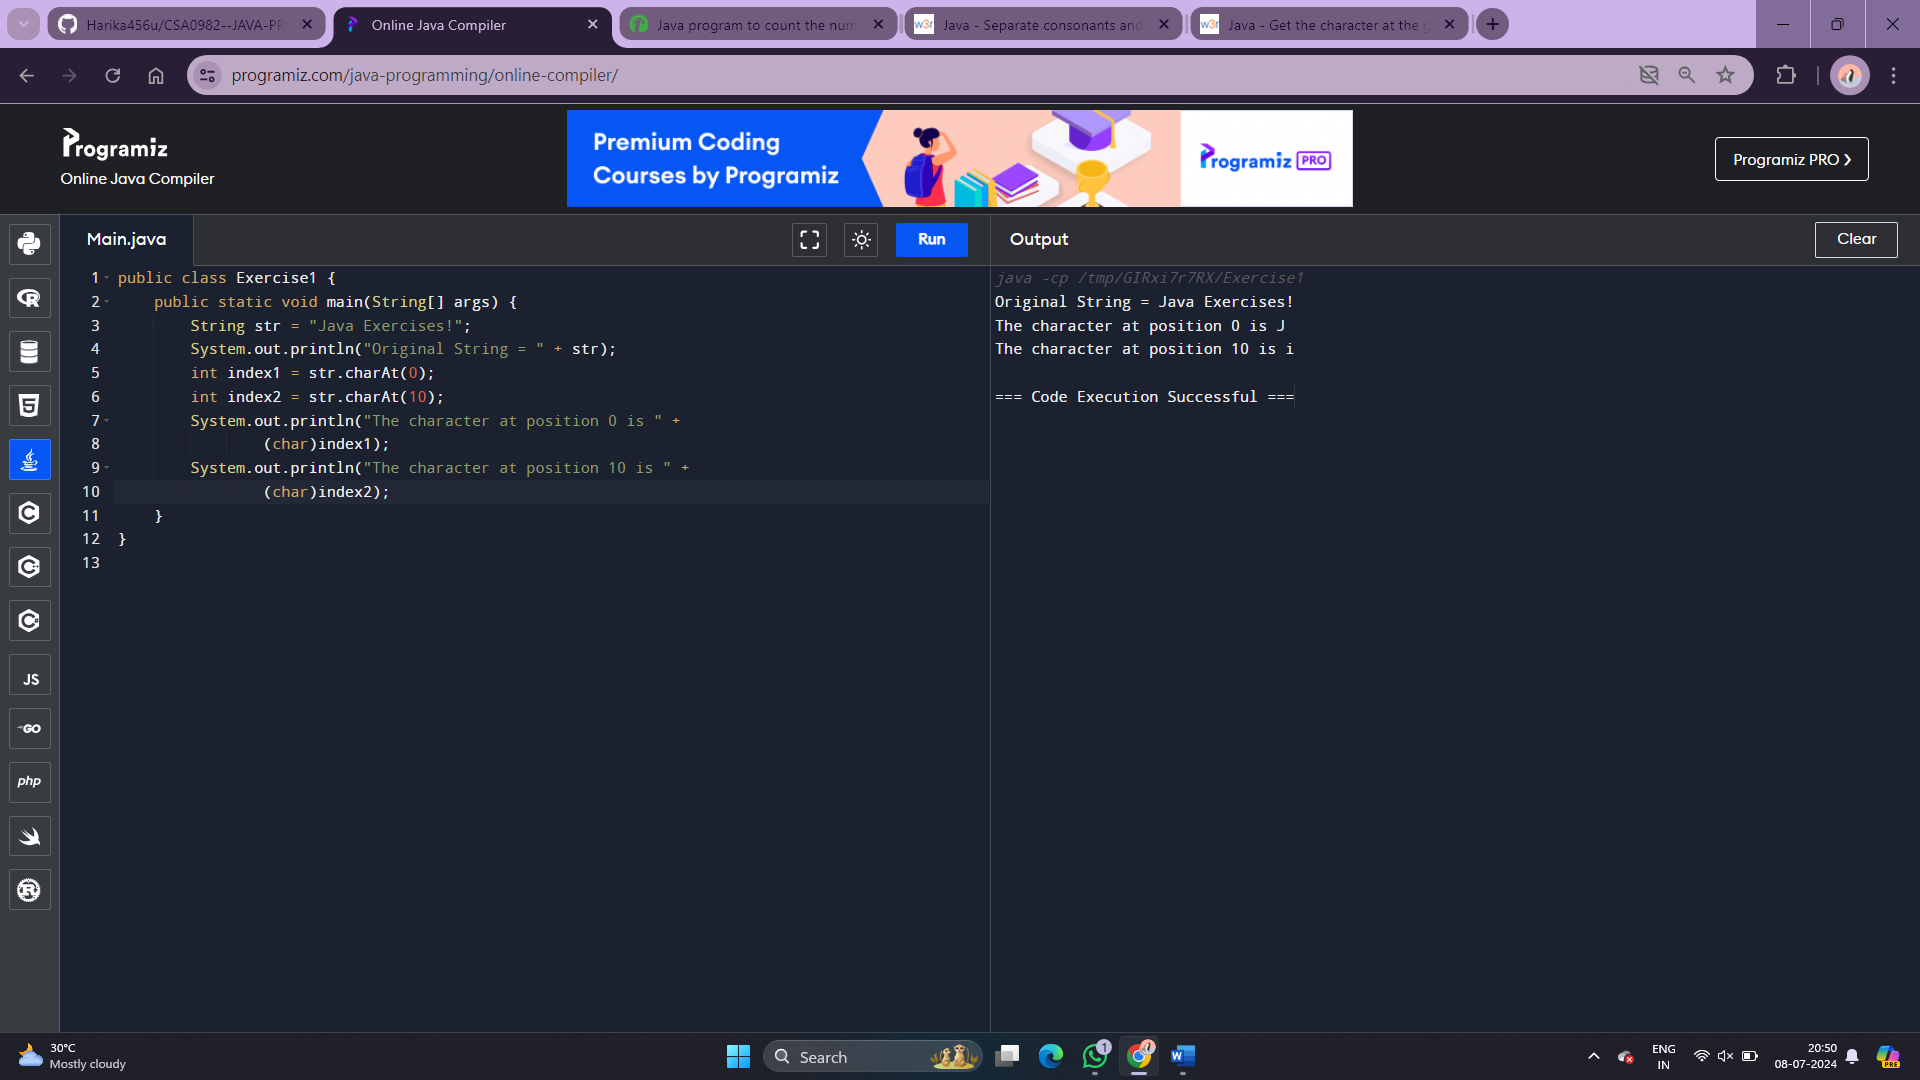 Harika456u/CSA0982--JAVA-PR
Online Java Compiler
Java program to count the num
w3r
Java - Separate consonants and
w3r
Java - Get the character at the g
programiz.com/java-programming/online-compiler/
Programiz
Online Java Compiler
Premium Coding
Courses by Programiz
Programiz PRO
Programiz PRO ›
Main.java
Run
Output
Clear
1 public class Exercise1 {
2 public static void main(String[] args) {
3 String str = "Java Exercises!";
4 System.out.println("Original String = " + str);
5 int index1 = str.charAt(0);
6 int index2 = str.charAt(10);
7 System.out.println("The character at position 0 is " +
8 (char)index1);
9 System.out.println("The character at position 10 is " +
10 (char)index2);
11 }
12 }
13
java -cp /tmp/GIRxi7r7RX/Exercise1
Original String = Java Exercises!
The character at position 0 is J
The character at position 10 is i
=== Code Execution Successful ===
JS
GO
php
30°C
Mostly cloudy
Search
1
W
ENG
IN
20:50
08-07-2024
PRE